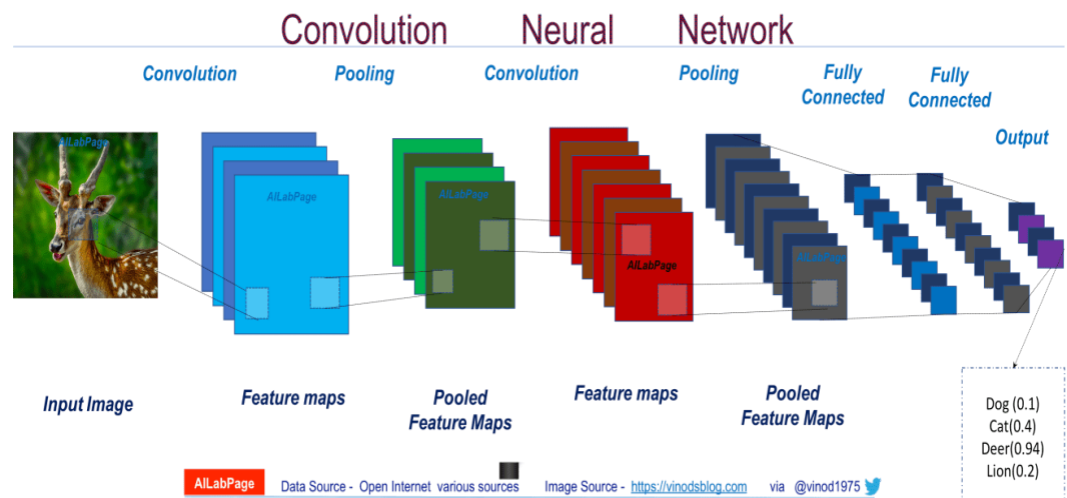 Convolution Neural Network
Convolution Pooling Convolution Pooling Fully Connected Fully Connected Output
AILabPage
AILabPage
AILabPage
AILabPage
AILabPage
Input Image Feature maps Pooled Feature Maps Feature maps Pooled Feature Maps
Dog (0.1)
Cat(0.4)
Deer(0.94)
Lion(0.2)
AILabPage Data Source - Open Internet various sources Image Source - https://vinodsblog.com via @vinod1975